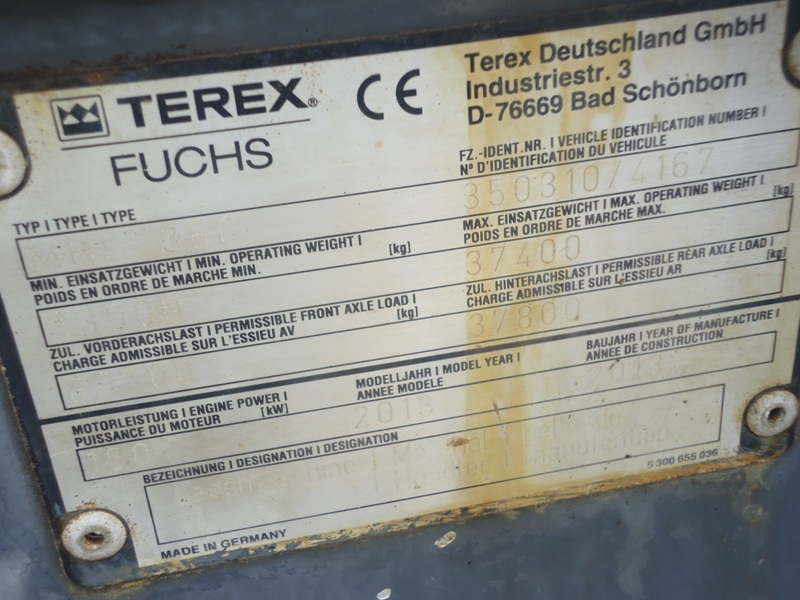 TEREX®
FUCHS
CE
Terex Deutschland GmbH
Industriestr. 3
D-76669 Bad Schönborn
FZ.-IDENT.NR. I VEHICLE IDENTIFICATION NUMBER I
N° D'IDENTIFICATION DU VEHICULE
350310/4167
TYP I TYPE I TYPE
MIN. EINSATZGEWICHT I MIN. OPERATING WEIGHT I
POIDS EN ORDRE DE MARCHE MIN.
[kg]
MAX. EINSATZGEWICHT I MAX. OPERATING WEIGHT I
POIDS EN ORDRE DE MARCHE MAX.
[kg]
37400
ZUL. VORDERACHSLAST I PERMISSIBLE FRONT AXLE LOAD I
CHARGE ADMISSIBLE SUR L'ESSIEU AV
[kg]
ZUL. HINTERACHSLAST I PERMISSIBLE REAR AXLE LOAD I
CHARGE ADMISSIBLE SUR L'ESSIEU AR
[kg]
37800
MOTORLEISTUNG I ENGINE POWER I
PUISSANCE DU MOTEUR
[kW]
MODELLJAHR I MODEL YEAR I
ANNEE MODELE
2013
BAUJAHR I YEAR OF MANUFACTURE I
ANNEE DE CONSTRUCTION.
2013
BEZEICHNUNG I DESIGNATION I DESIGNATION
5 300 655 036
MADE IN GERMANY